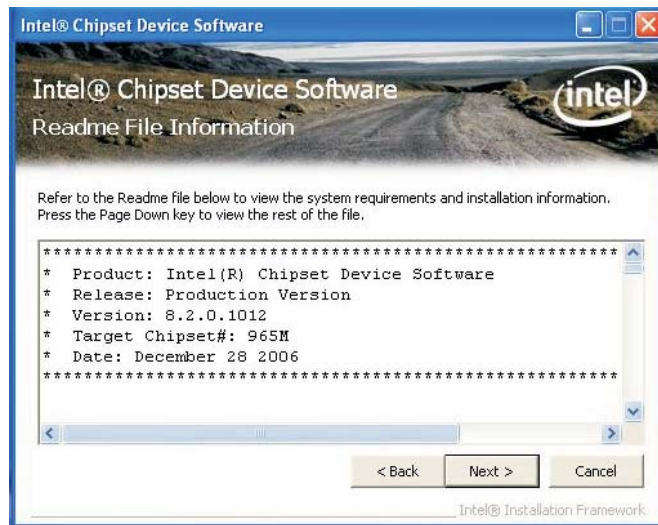 Intel® Chipset Device Software
Intel® Chipset Device Software
Readme File Information
intel
Refer to the Readme file below to view the system requirements and installation information.
Press the Page Down key to view the rest of the file.
************************************************************
* Product: Intel(R) Chipset Device Software
* Release: Production Version
* Version: 8.2.0.1012
* Target Chipset#: 965M
* Date: December 28 2006
************************************************************
< Back Next > Cancel
Intel® Installation Framework